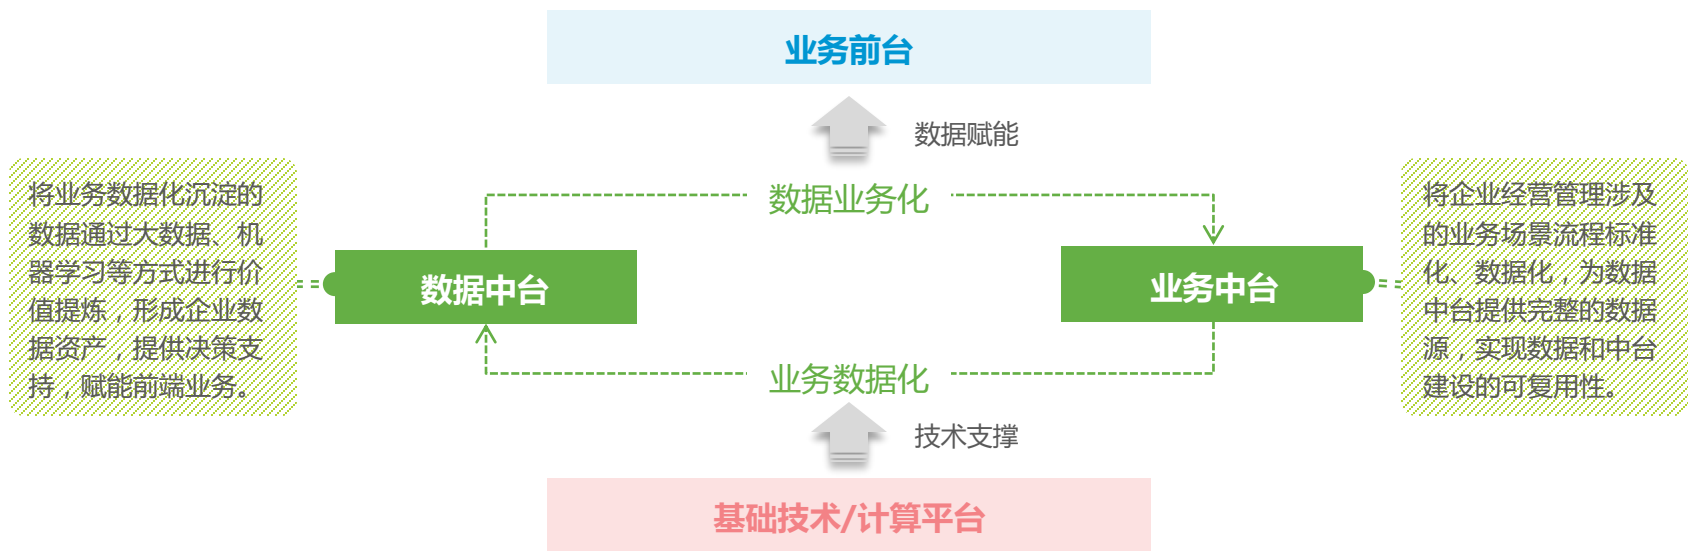 业务前台
数据赋能
数据业务化
将业务数据化沉淀的
数据通过大数据、机
器学习等方式进行价
值提炼，形成企业数
据资产，提供决策支
持，赋能前端业务。
数据中台
业务中台
将企业经营管理涉及
的业务场景流程标准
化、数据化，为数据
中台提供完整的数据
源，实现数据和中台
建设的可复用性。
业务数据化
技术支撑
基础技术/计算平台